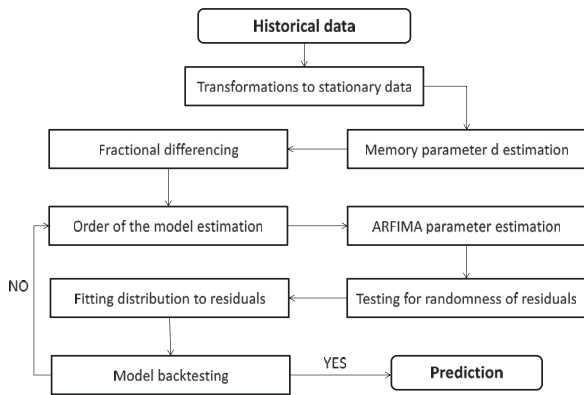 Historical data
Transformations to stationary data
Memory parameter d estimation
Fractional differencing
Order of the model estimation
ARFIMA parameter estimation
Testing for randomness of residuals
Fitting distribution to residuals
Model backtesting
NO
YES
Prediction